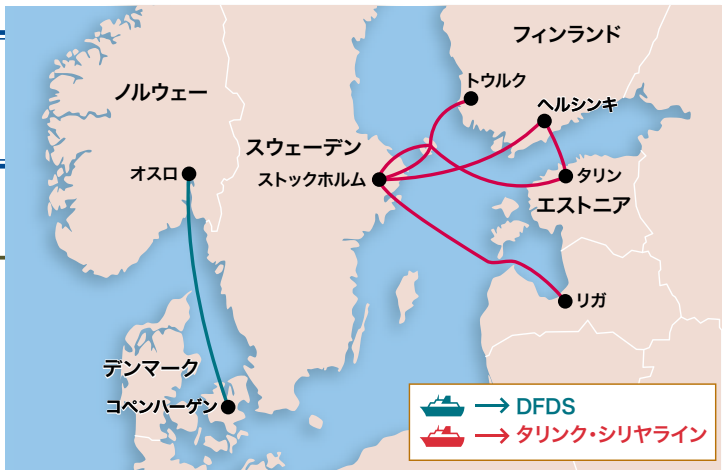 フィンランド
トウルク
ノルウェー
ヘルシンキ
スウェーデン
オスロ
ストックホルム
タリン
エストニア
リガ
デンマーク
コペンハーゲン
DFDS
タリンク・シリヤライン